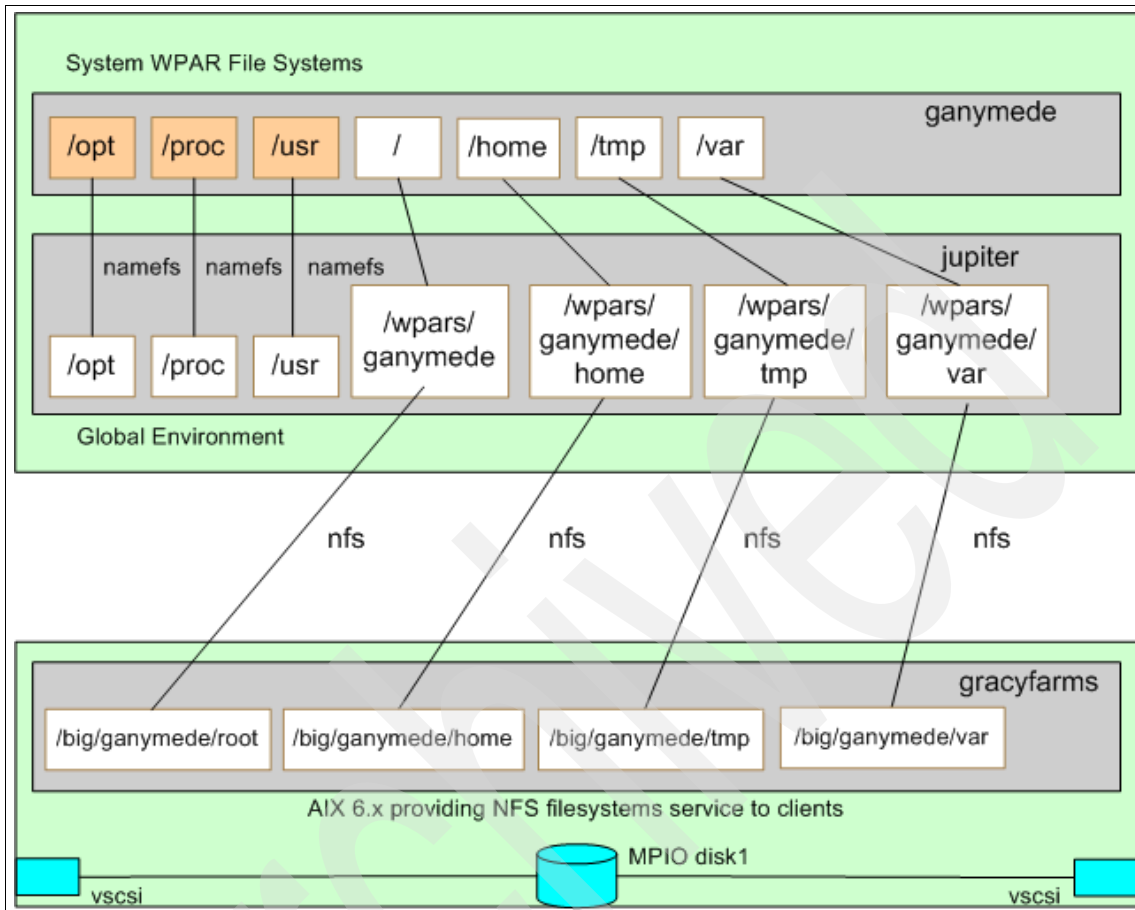 System WPAR File Systems
ganymede
/opt
/proc
/usr
/
/home
/tmp
/var
jupiter
namefs
namefs
namefs
/opt
/proc
/usr
/wpars/
ganymede
/wpars/
ganymede/
home
/wpars/
ganymede/
tmp
/wpars/
ganymede/
var
Global Environment
nfs
nfs
nfs
nfs
gracyfarms
/big/ganymede/root
/big/ganymede/home
/big/ganymede/tmp
/big/ganymede/var
AIX 6.x providing NFS filesystems service to clients
MPIO disk1
vscsi
vscsi